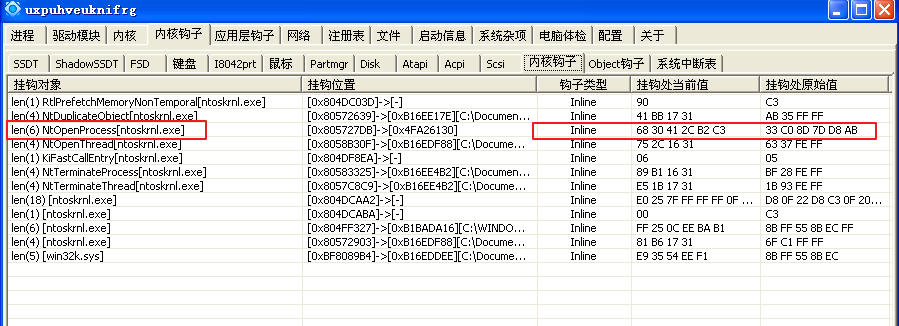 uxpuhveuknifrg
进程 驱动模块 内核 内核钩子 应用层钩子 网络 注册表 文件 启动信息 系统杂项 电脑体检 配置 关于
SSDT ShadowSSDT FSD 键盘 I8042prt 鼠标 Partmgr Disk Atapi Acpi Scsi 内核钩子 Object钩子 系统中断表
挂钩对象 挂钩位置 钩子类型 挂钩处当前值 挂钩处原始值
len(1) RtlPrefetchMemoryNonTemporal[ntoskrnl.exe] [0x804DC03D]->[-] Inline 90 C3
len(4) NtDuplicateObject[ntoskrnl.exe] [0x80572639]->[0xB16EE17E][C:\Documen... Inline 41 BB 17 31 AB 35 FF FF
len(6) NtOpenProcess[ntoskrnl.exe] [0x805727DB]->[0x4FA26130] Inline 68 30 41 2C B2 C3 33 C0 8D 7D D8 AB
len(4) NtOpenThread[ntoskrnl.exe] [0x8058B30F]->[0xB16EDF88][C:\Docume... Inline 75 2C 16 31 63 37 FE FF
len(1) KiFastCallEntry[ntoskrnl.exe] [0x804DF8EA]->[-] Inline 06 05
len(4) NtTerminateProcess[ntoskrnl.exe] [0x80583325]->[0xB16EE4B2][C:\Docume... Inline 89 B1 16 31 BF 28 FE FF
len(4) NtTerminateThread[ntoskrnl.exe] [0x8057C8C9]->[0xB16EE4B2][C:\Docume... Inline E5 1B 17 31 1B 93 FE FF
len(18) [ntoskrnl.exe] [0x804DCAA2]->[-] Inline E0 25 7F FF FF FF 0F ... D8 0F 22 D8 C3 0F 20...
len(1) [ntoskrnl.exe] [0x804DCABA]->[-] Inline 00 C3
len(6) [ntoskrnl.exe] [0x804FF327]->[0xB1BADA16][C:\WINDO... Inline FF 25 0C EE BA B1 8B FF 55 8B EC FF
len(4) [ntoskrnl.exe] [0x80572903]->[0xB16EDF88][C:\Docume... Inline 81 B6 17 31 6F C1 FF FF
len(5) [win32k.sys] [0xBF8089B4]->[0xB16EDDEE][C:\Docum... Inline E9 35 54 EE F1 8B FF 55 8B EC